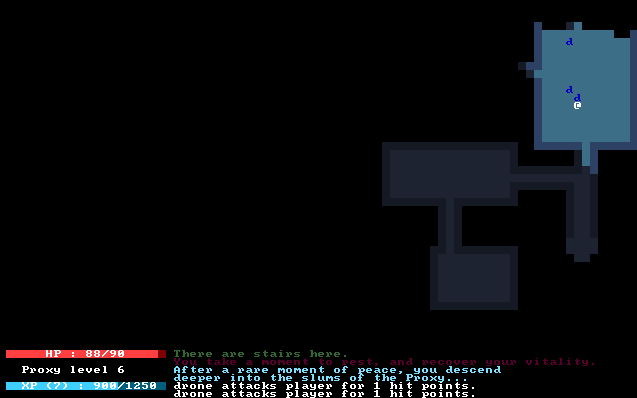 d
d
d
@
HP : 88/90
There are stairs here.
You take a moment to rest, and recover your vitality.
Proxy level 6
After a rare moment of peace, you descend
deeper into the slums of the Proxy...
XP (7) : 900/1250
drone attacks player for 1 hit points.
drone attacks player for 1 hit points.